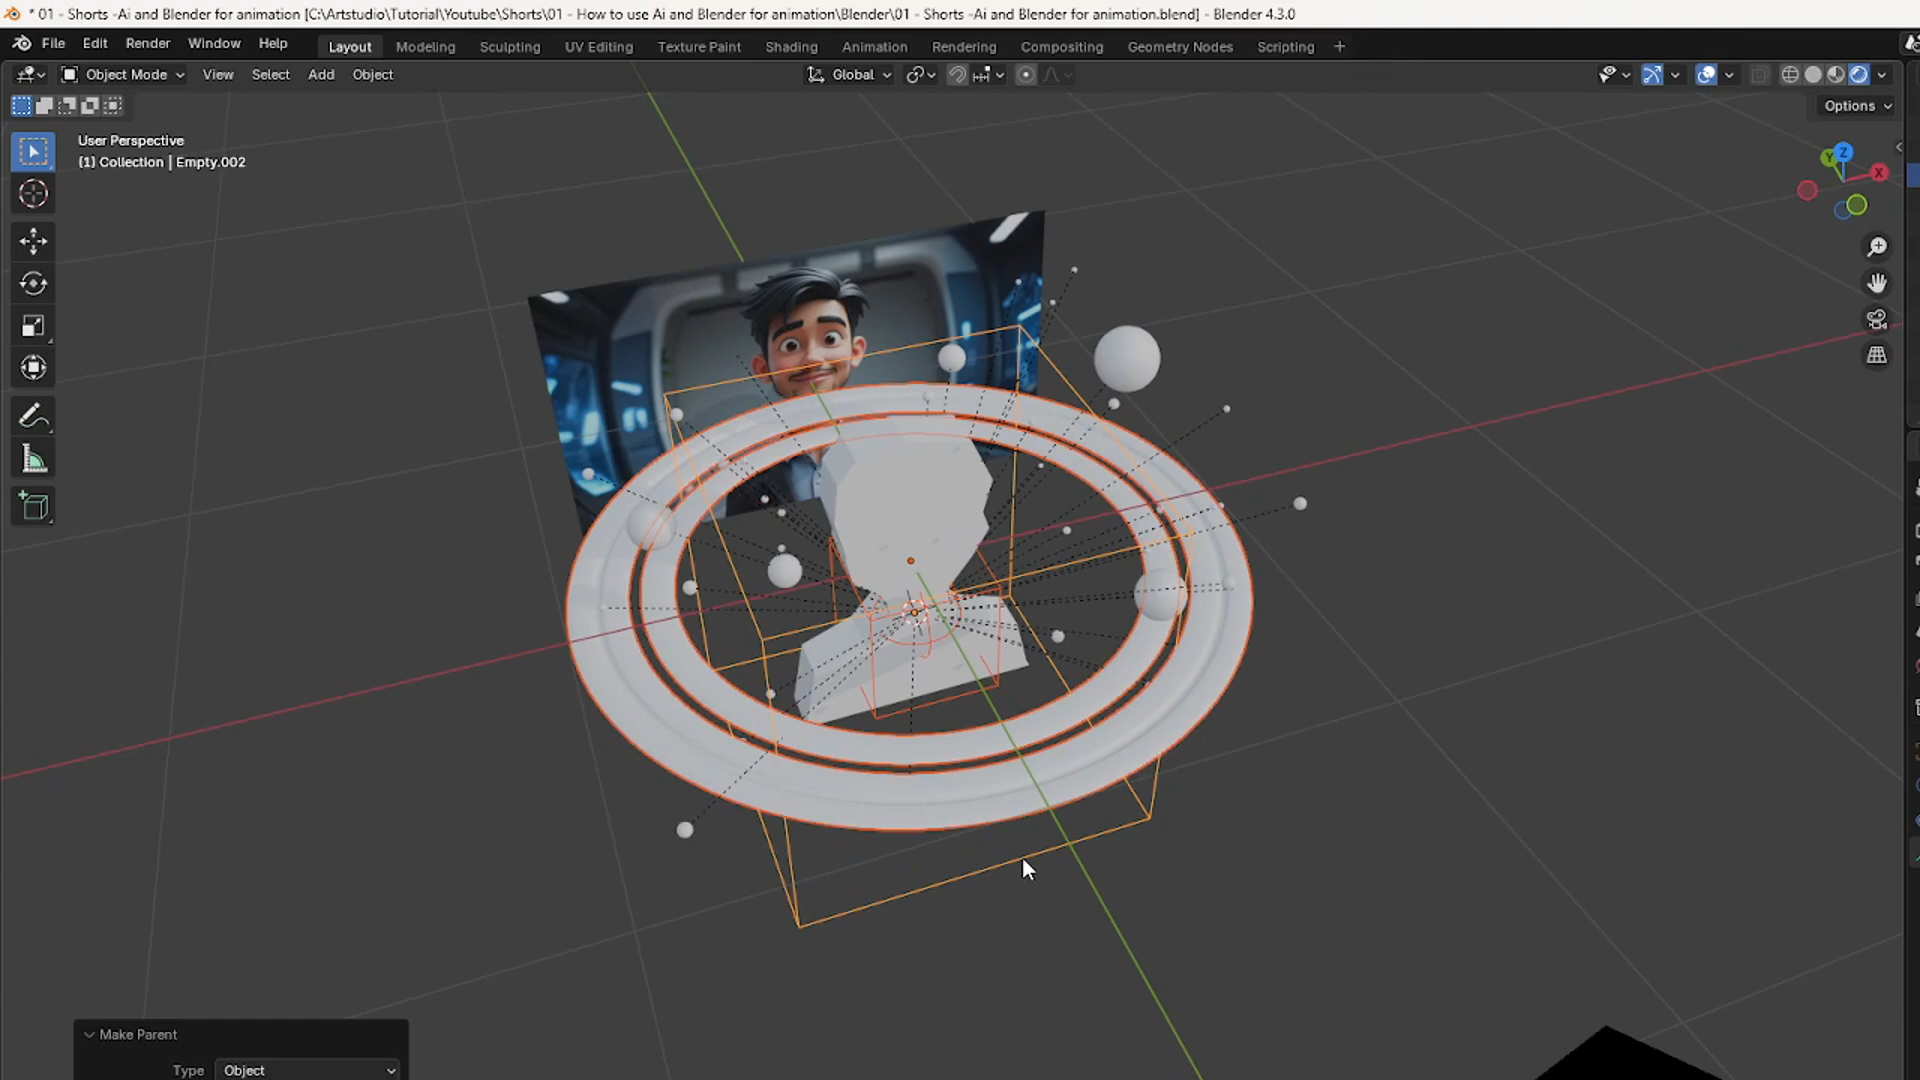 * 01 - Shorts -Ai and Blender for animation [C:\Artstudio\Tutorial\Youtube\Shorts\01 - How to use Ai and Blender for animation\Blender\01 - Shorts -Ai and Blender for animation.blend] - Blender 4.3.0
File Edit Render Window Help Layout Modeling Sculpting UV Editing Texture Paint Shading Animation Rendering Compositing Geometry Nodes Scripting +
Object Mode View Select Add Object Global
Options
User Perspective
(1) Collection | Empty.002
Y Z X
Make Parent
Type Object